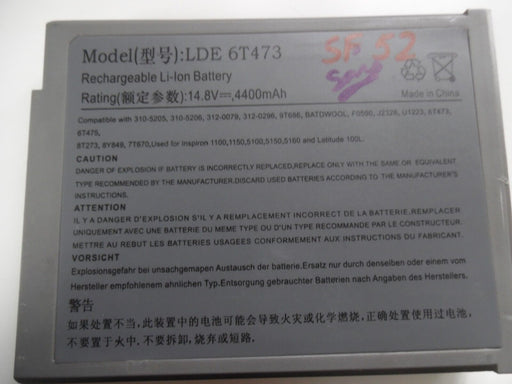 Model(型号):LDE 6T473
SF 52
Rechargeable Li-Ion Battery
Rating(额定参数):14.8V⎓,4400mAh
Made in China
Compatible with 310-5205, 310-5206, 312-0079, 312-0296, 9T686, BATDWOOL, F0590, J2328, U1223, 6T473,
6T475,
8T273, 8Y849, 7T670,Used for Inspiron 1100,1150,5100,5150,5160 and Latitude 100L.
CAUTION
DANGER OF EXPLOSION IF BATTERY IS INCORRECTLY REPLACED,REPLACE ONLY WITH THE SAME OR EQUIVALENT
TYPE RECOMMENDED BY THE MANUFACTURER.DISCARD USED BATTERIES ACCORDING TO THE MANUFACTURER'S
INSTRUCTIONS.
ATTENTION
IL Y A DANGER D'EXPLOSION S'IL Y A REMPLACEMENT INCORRECT DE LA BATTERIE,REMPLACER
UNIQUEMENT AVEC UNE BATTERIE DU MEME TYPE OU D'UN TYPE RECOMMANDE PAR LE CONSTRUCTEUR.
METTRE AU REBUT LES BATTERIES USAGEES CONFORMEMENT AUX INSTRUCTIONS DU FABRICANT.
VORSICHT
Explosionsgefahr bei unsachgemapen Austausch der batterie.Ersatz nur durch denselben oder einem vom
Hersteller empfohlenem ahnlichen Typ.Entsorgung gebrauchter Batterien nach Angaben des Herstellers.
警告
如果处置不当,此装置中的电池可能会导致火灾或化学燃烧,正确处置使用过电池,
不要置于火中,不要拆卸,烧弃或短路.